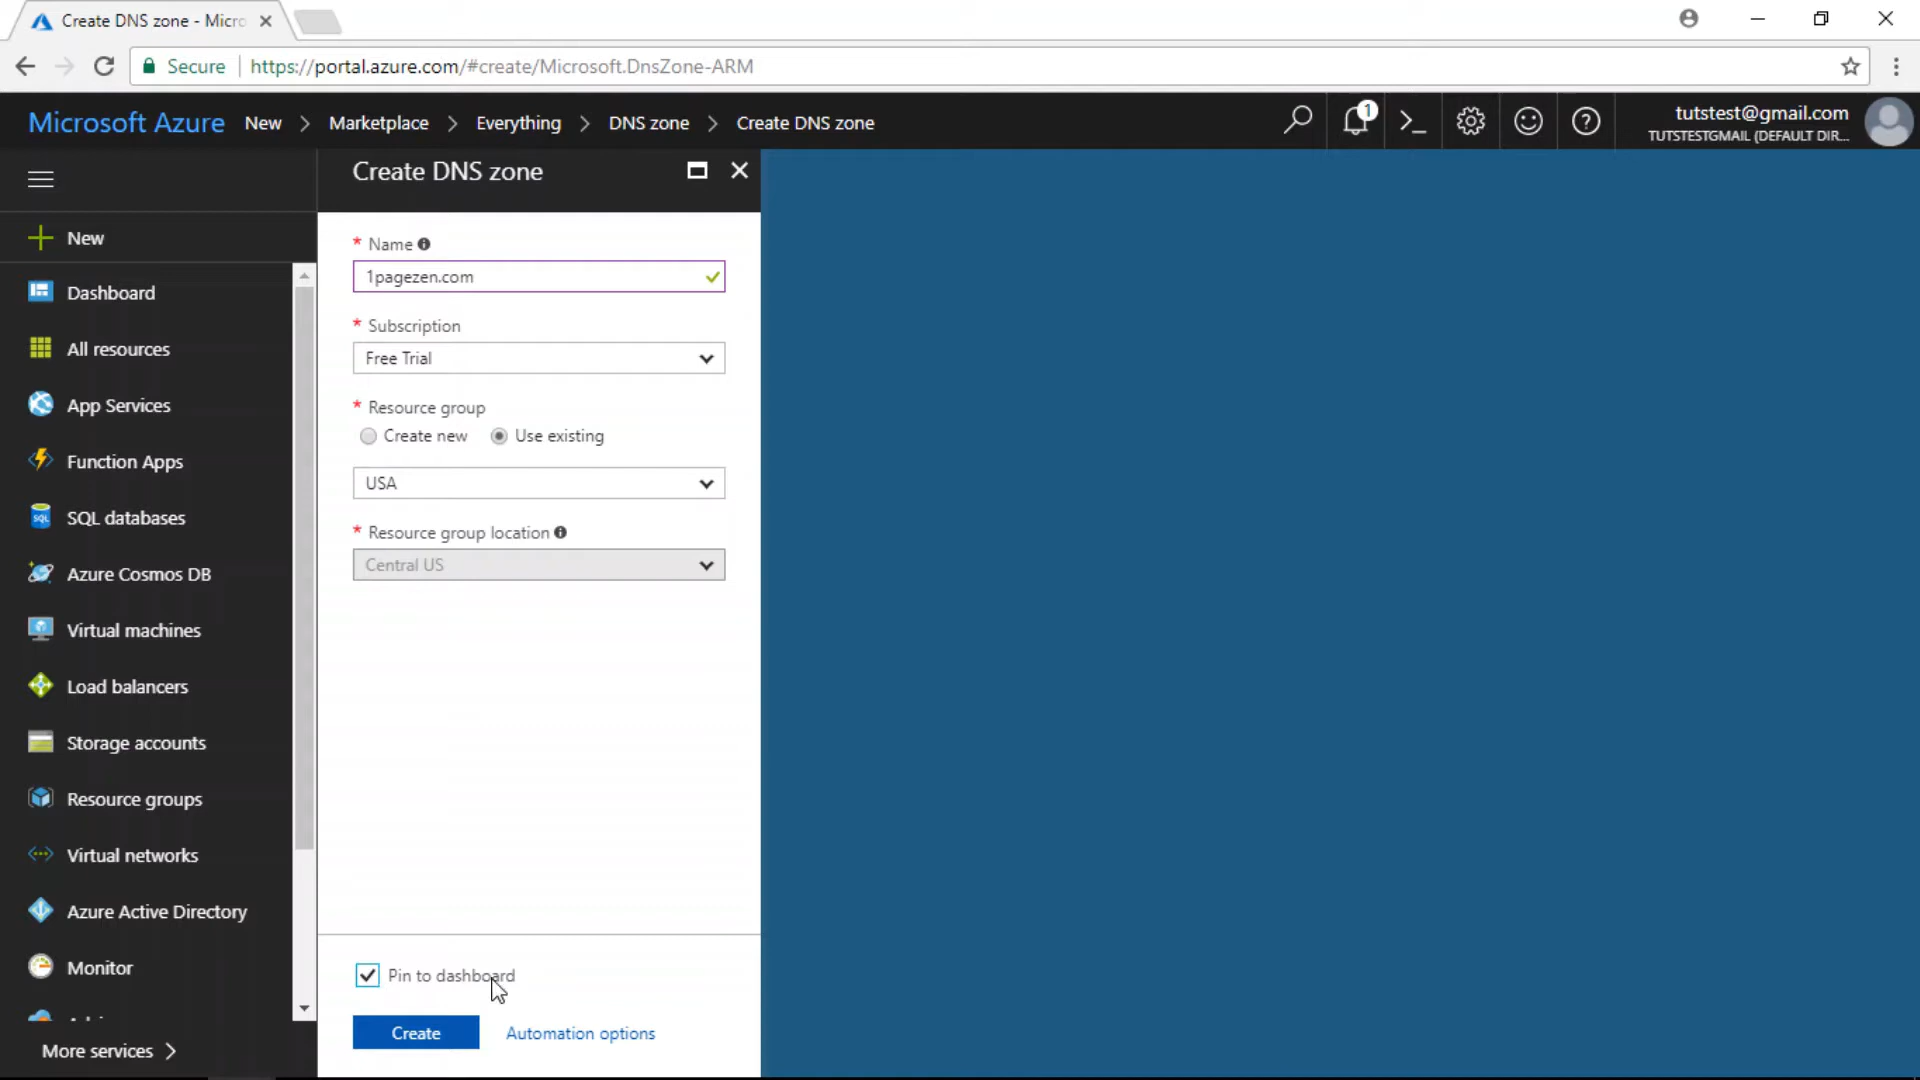 Create DNS zone - Micro
Secure
https://portal.azure.com/#create/Microsoft.DnsZone-ARM
Microsoft Azure New > Marketplace > Everything > DNS zone > Create DNS zone
1
>_
?
tutstest@gmail.com
TUTSTESTGMAIL (DEFAULT DIR...
Create DNS zone
New
Dashboard
All resources
App Services
Function Apps
SQL databases
Azure Cosmos DB
Virtual machines
Load balancers
Storage accounts
Resource groups
Virtual networks
Azure Active Directory
Monitor
More services >
* Name
1pagezen.com
* Subscription
Free Trial
* Resource group
Create new
Use existing
USA
* Resource group location
Central US
Pin to dashboard
Create
Automation options